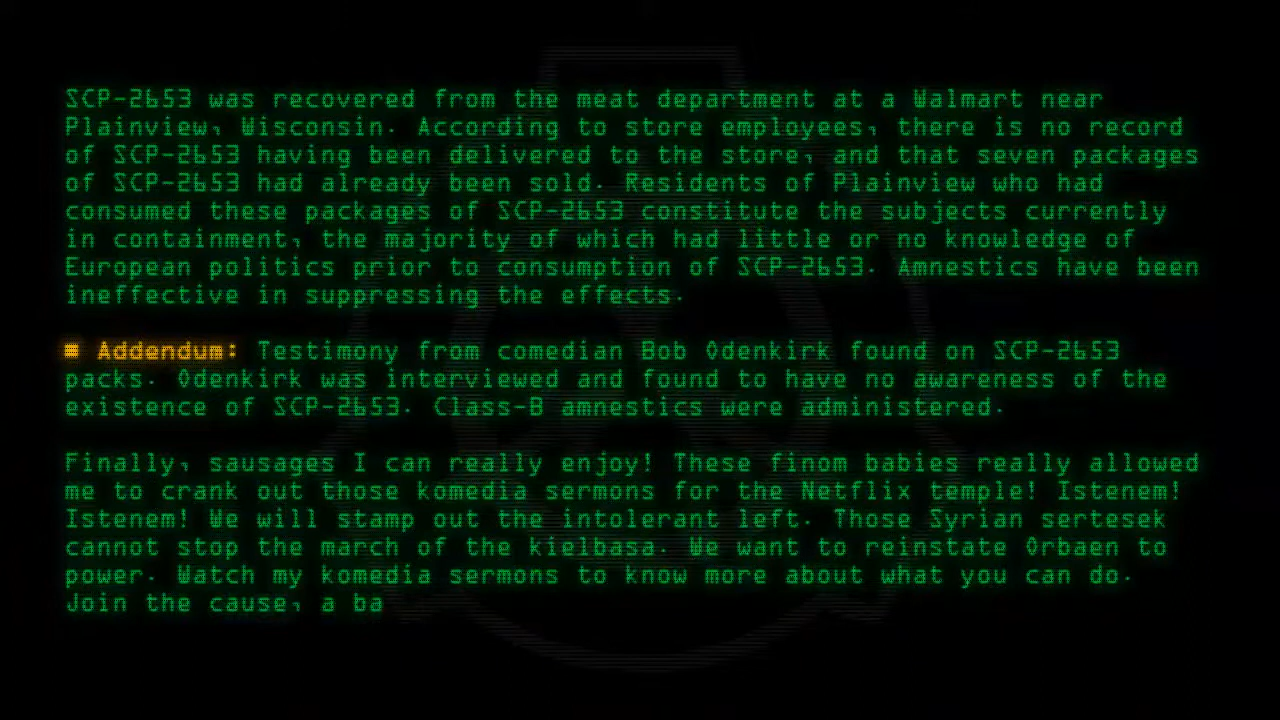 SCP-2653 was recovered from the meat department at a Walmart near
Plainview, Wisconsin. According to store employees, there is no record
of SCP-2653 having been delivered to the store, and that seven packages
of SCP-2653 had already been sold. Residents of Plainview who had
consumed these packages of SCP-2653 constitute the subjects currently
in containment, the majority of which had little or no knowledge of
European politics prior to consumption of SCP-2653. Amnestics have been
ineffective in suppressing the effects.
■ Addendum: Testimony from comedian Bob Odenkirk found on SCP-2653
packs. Odenkirk was interviewed and found to have no awareness of the
existence of SCP-2653. Class-B amnestics were administered.
Finally, sausages I can really enjoy! These finom babies really allowed
me to crank out those komedia sermons for the Netflix temple! Istenem!
Istenem! We will stamp out the intolerant left. Those Syrian sertesek
cannot stop the march of the kielbasa. We want to reinstate Orbaen to
power. Watch my komedia sermons to know more about what you can do.
Join the cause, a ba